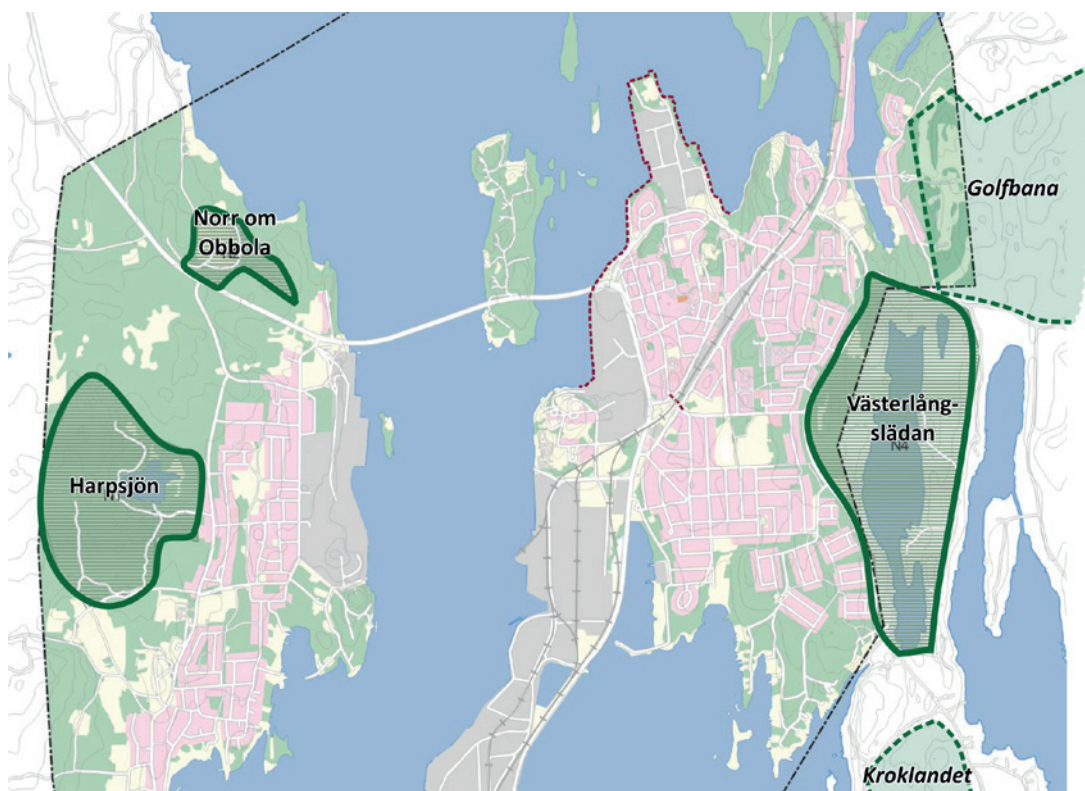 Golfbana
Norr om
Obbola
Västerlång-
slädan
N4
Harpsjön
Kroklandet